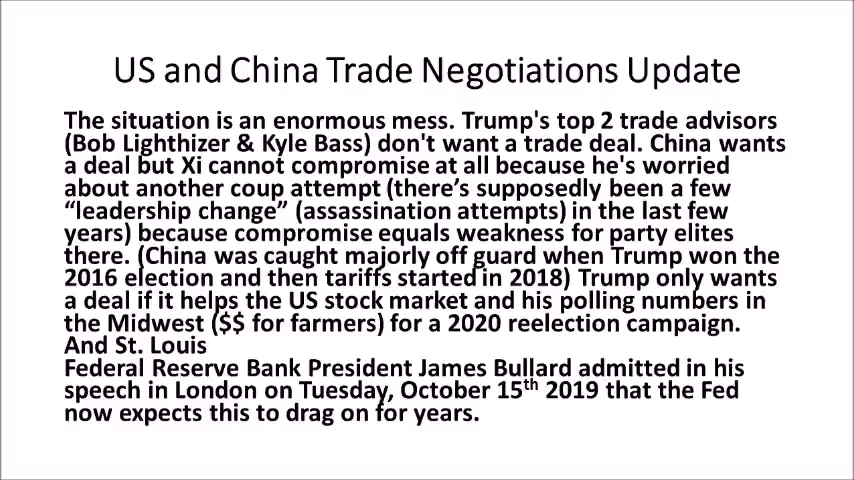 US and China Trade Negotiations Update
The situation is an enormous mess. Trump's top 2 trade advisors
(Bob Lighthizer & Kyle Bass) don't want a trade deal. China wants
a deal but Xi cannot compromise at all because he's worried
about another coup attempt (there’s supposedly been a few
“leadership change” (assassination attempts) in the last few
years) because compromise equals weakness for party elites
there. (China was caught majorly off guard when Trump won the
2016 election and then tariffs started in 2018) Trump only wants
a deal if it helps the US stock market and his polling numbers in
the Midwest ($$ for farmers) for a 2020 reelection campaign.
And St. Louis
Federal Reserve Bank President James Bullard admitted in his
speech in London on Tuesday, October 15th 2019 that the Fed
now expects this to drag on for years.